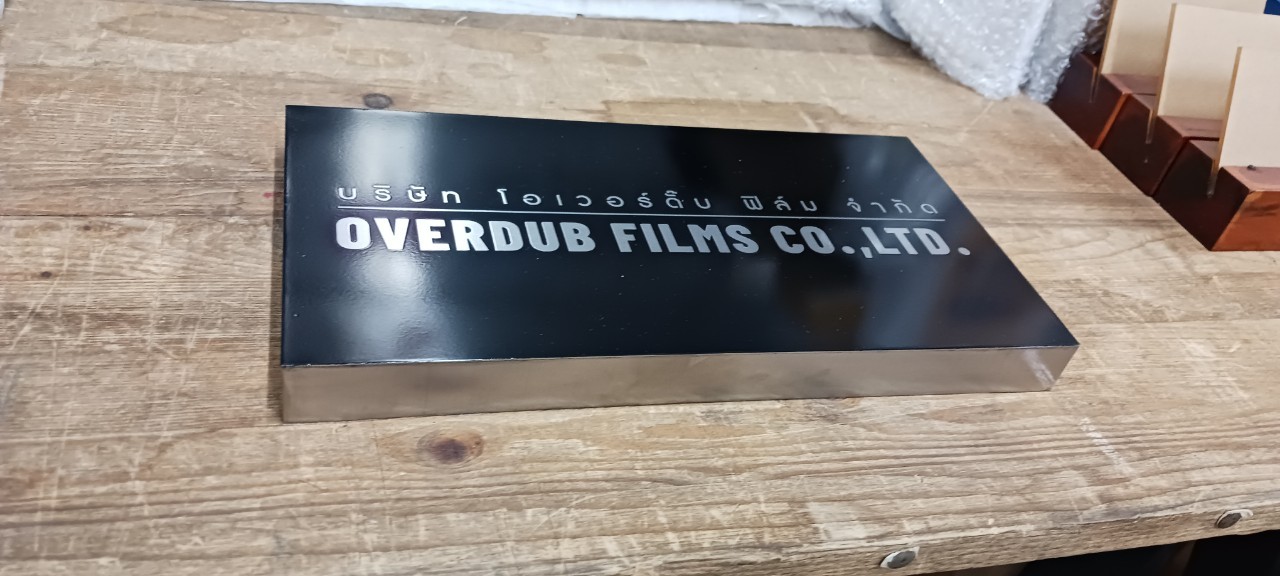 บริษัท โอเวอร์ดั๊บ ฟิล์ม จำกัด
OVERDUB FILMS CO.,LTD.